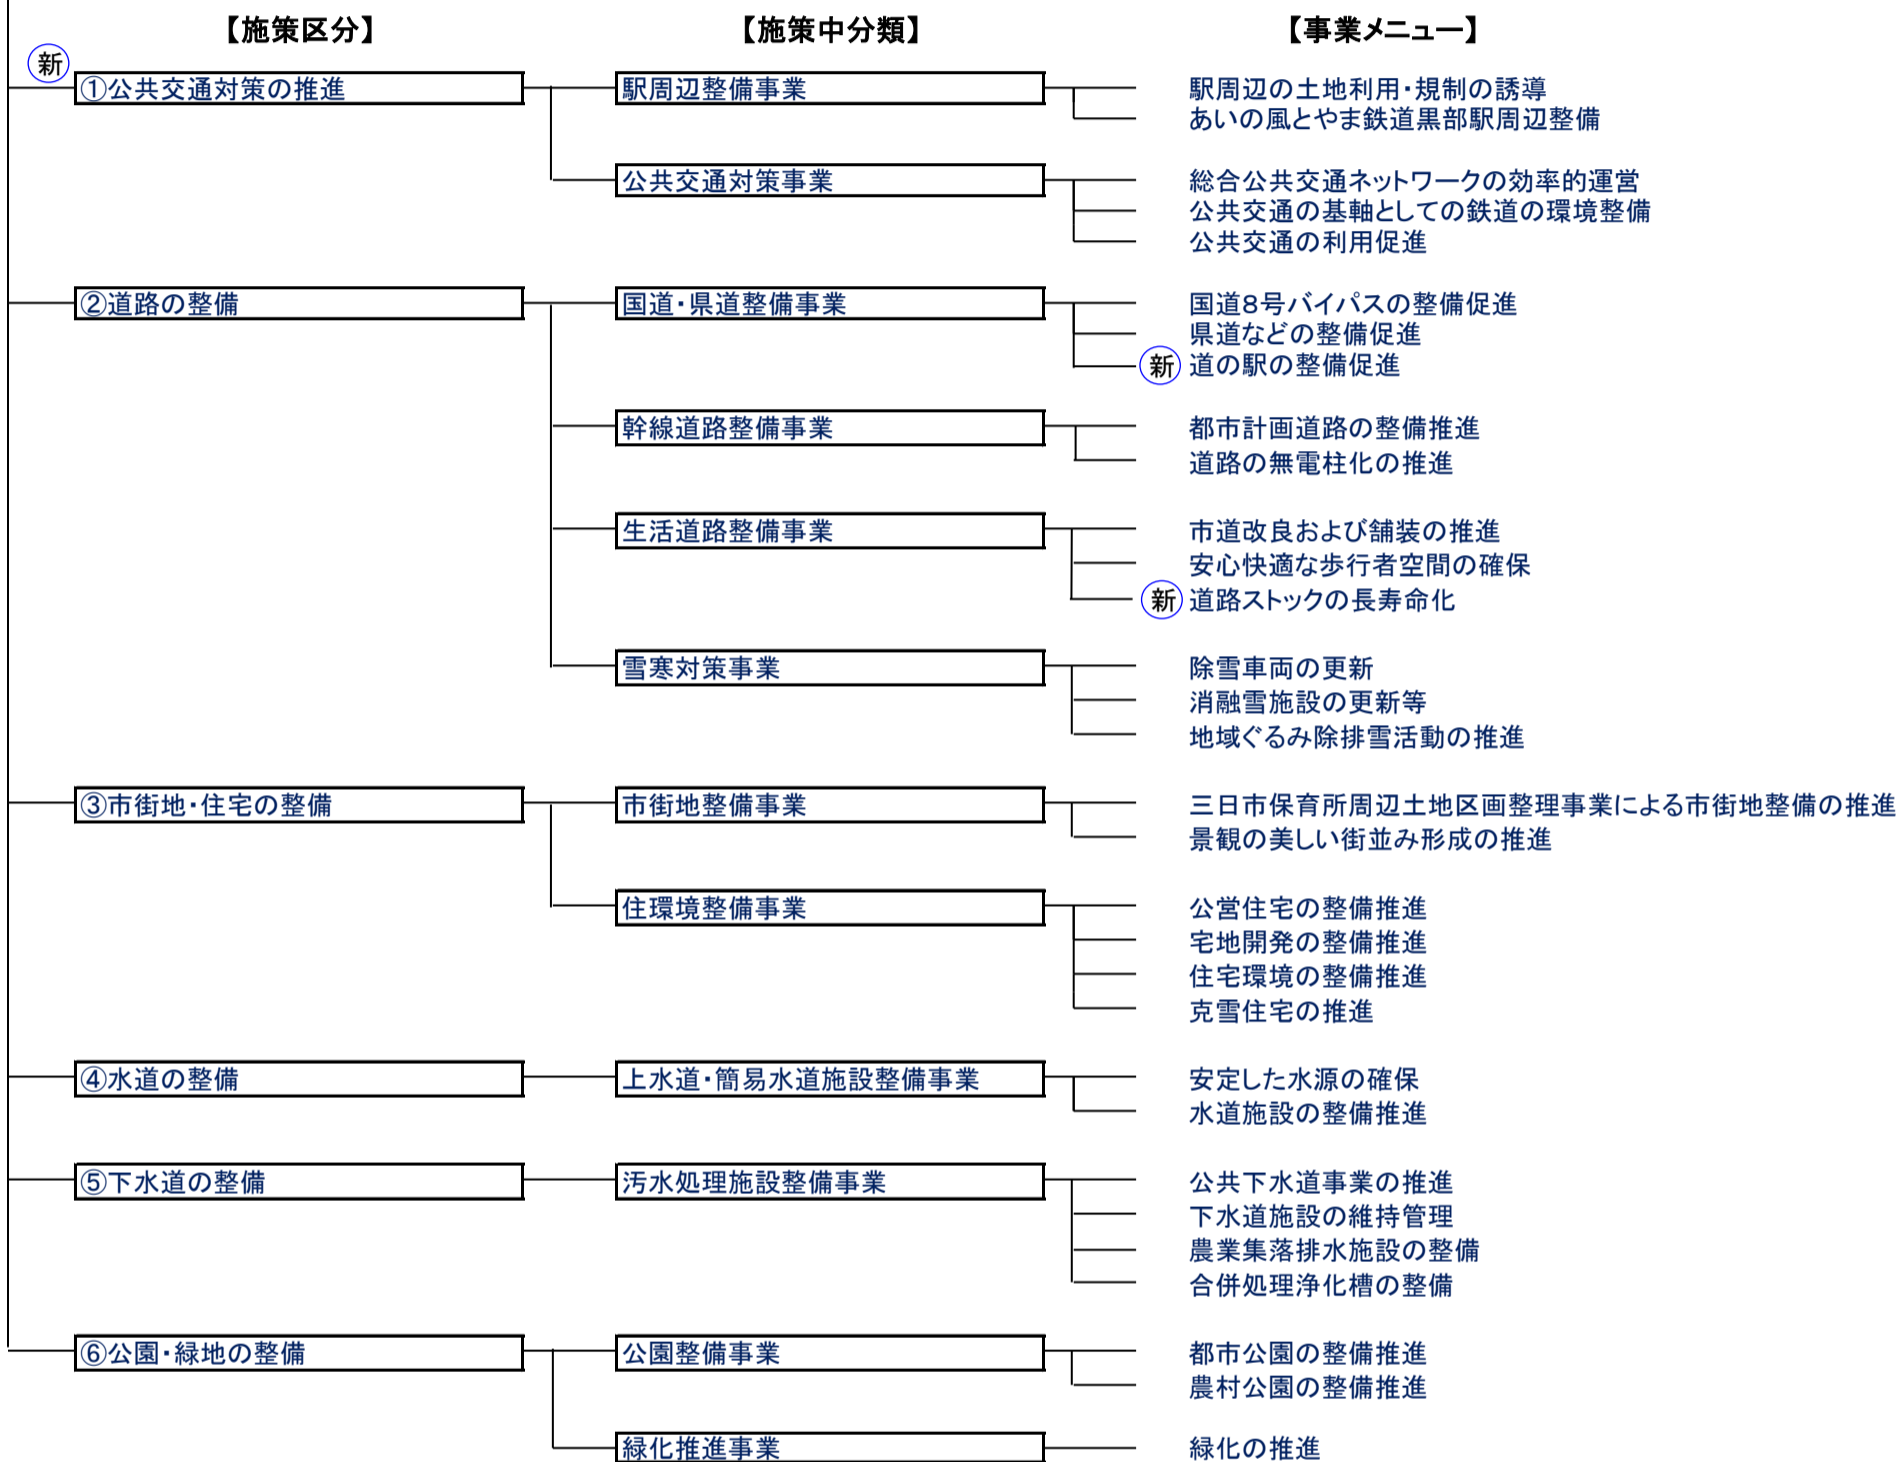 【施策区分】 【施策中分類】 【事業メニュー】
新
①公共交通対策の推進 駅周辺整備事業 駅周辺の土地利用・規制の誘導
あいの風とやま鉄道黒部駅周辺整備
公共交通対策事業 総合公共交通ネットワークの効率的運営
公共交通の基軸としての鉄道の環境整備
公共交通の利用促進
②道路の整備 国道・県道整備事業 国道8号バイパスの整備促進
県道などの整備促進
新 道の駅の整備促進
幹線道路整備事業 都市計画道路の整備推進
道路の無電柱化の推進
生活道路整備事業 市道改良および舗装の推進
安心快適な歩行者空間の確保
新 道路ストックの長寿命化
雪寒対策事業 除雪車両の更新
消融雪施設の更新等
地域ぐるみ除排雪活動の推進
③市街地・住宅の整備 市街地整備事業 三日市保育所周辺土地区画整理事業による市街地整備の推進
景観の美しい街並み形成の推進
住環境整備事業 公営住宅の整備推進
宅地開発の整備推進
住宅環境の整備推進
克雪住宅の推進
④水道の整備 上水道・簡易水道施設整備事業 安定した水源の確保
水道施設の整備推進
⑤下水道の整備 汚水処理施設整備事業 公共下水道事業の推進
下水道施設の維持管理
農業集落排水施設の整備
合併処理浄化槽の整備
⑥公園・緑地の整備 公園整備事業 都市公園の整備推進
農村公園の整備推進
緑化推進事業 緑化の推進